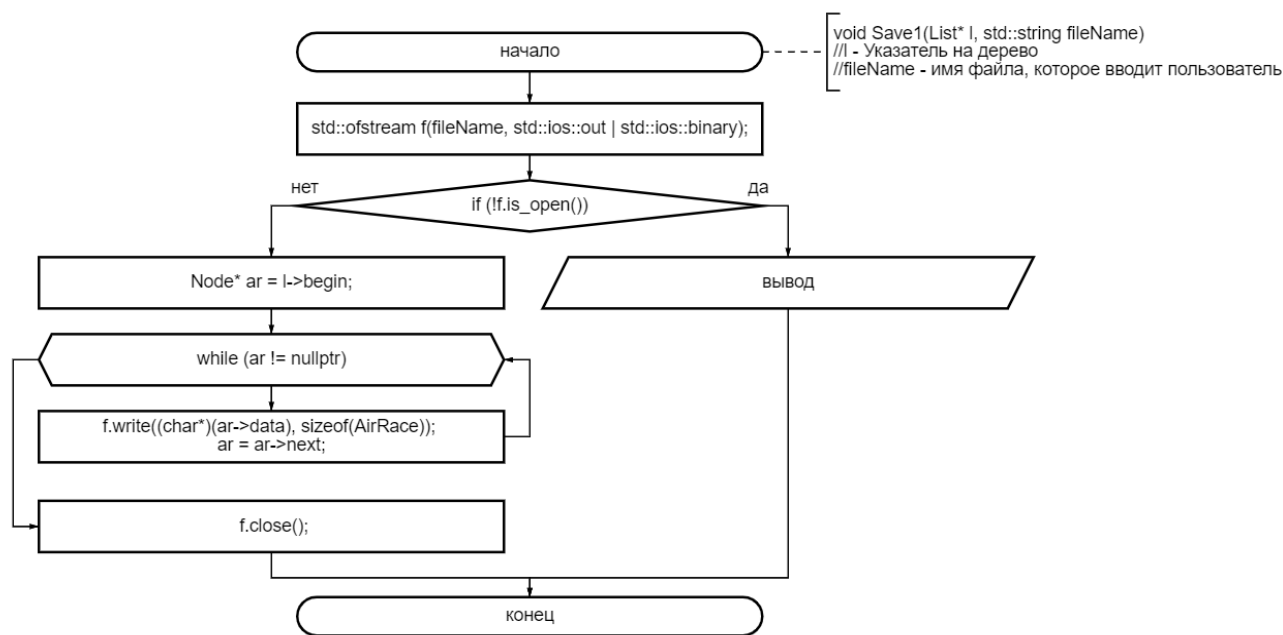 начало
void Save1(List* l, std::string fileName)
//l - Указатель на дерево
//fileName - имя файла, которое вводит пользователь
std::ofstream f(fileName, std::ios::out | std::ios::binary);
нет
да
if (!f.is_open())
Node* ar = l->begin;
вывод
while (ar != nullptr)
f.write((char*)(ar->data), sizeof(AirRace));
ar = ar->next;
f.close();
конец